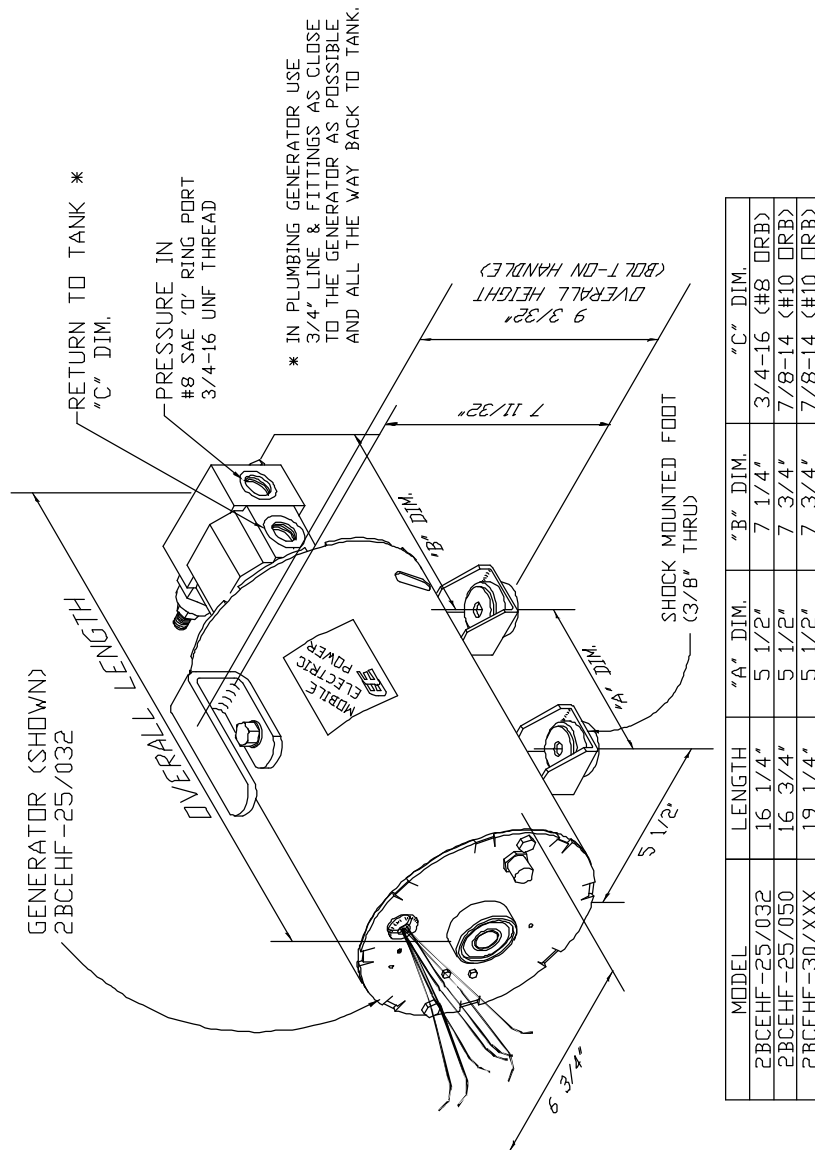 GENERATOR (SHOWN)
2BCEHF-25/032
OVERALL LENGTH
RETURN TO TANK *
"C" DIM.
PRESSURE IN
#8 SAE 'O' RING PORT
3/4-16 UNF THREAD
* IN PLUMBING GENERATOR USE
3/4" LINE & FITTINGS AS CLOSE
TO THE GENERATOR AS POSSIBLE
AND ALL THE WAY BACK TO TANK.
MOBILE
ELECTRIC
POWER
"B" DIM.
7 11/32"
9 3/32"
OVERALL HEIGHT
(BOLT-ON HANDLE)
"A" DIM.
SHOCK MOUNTED FOOT
(3/8" THRU)
5 1/2"
6 3/4"
MODEL LENGTH "A" DIM. "B" DIM. "C" DIM.
2BCEHF-25/032 16 1/4" 5 1/2" 7 1/4" 3/4-16 (#8 ORB)
2BCEHF-25/050 16 3/4" 5 1/2" 7 3/4" 7/8-14 (#10 ORB)
2BCEHF-30/XXX 19 1/4" 5 1/2" 7 3/4" 7/8-14 (#10 ORB)